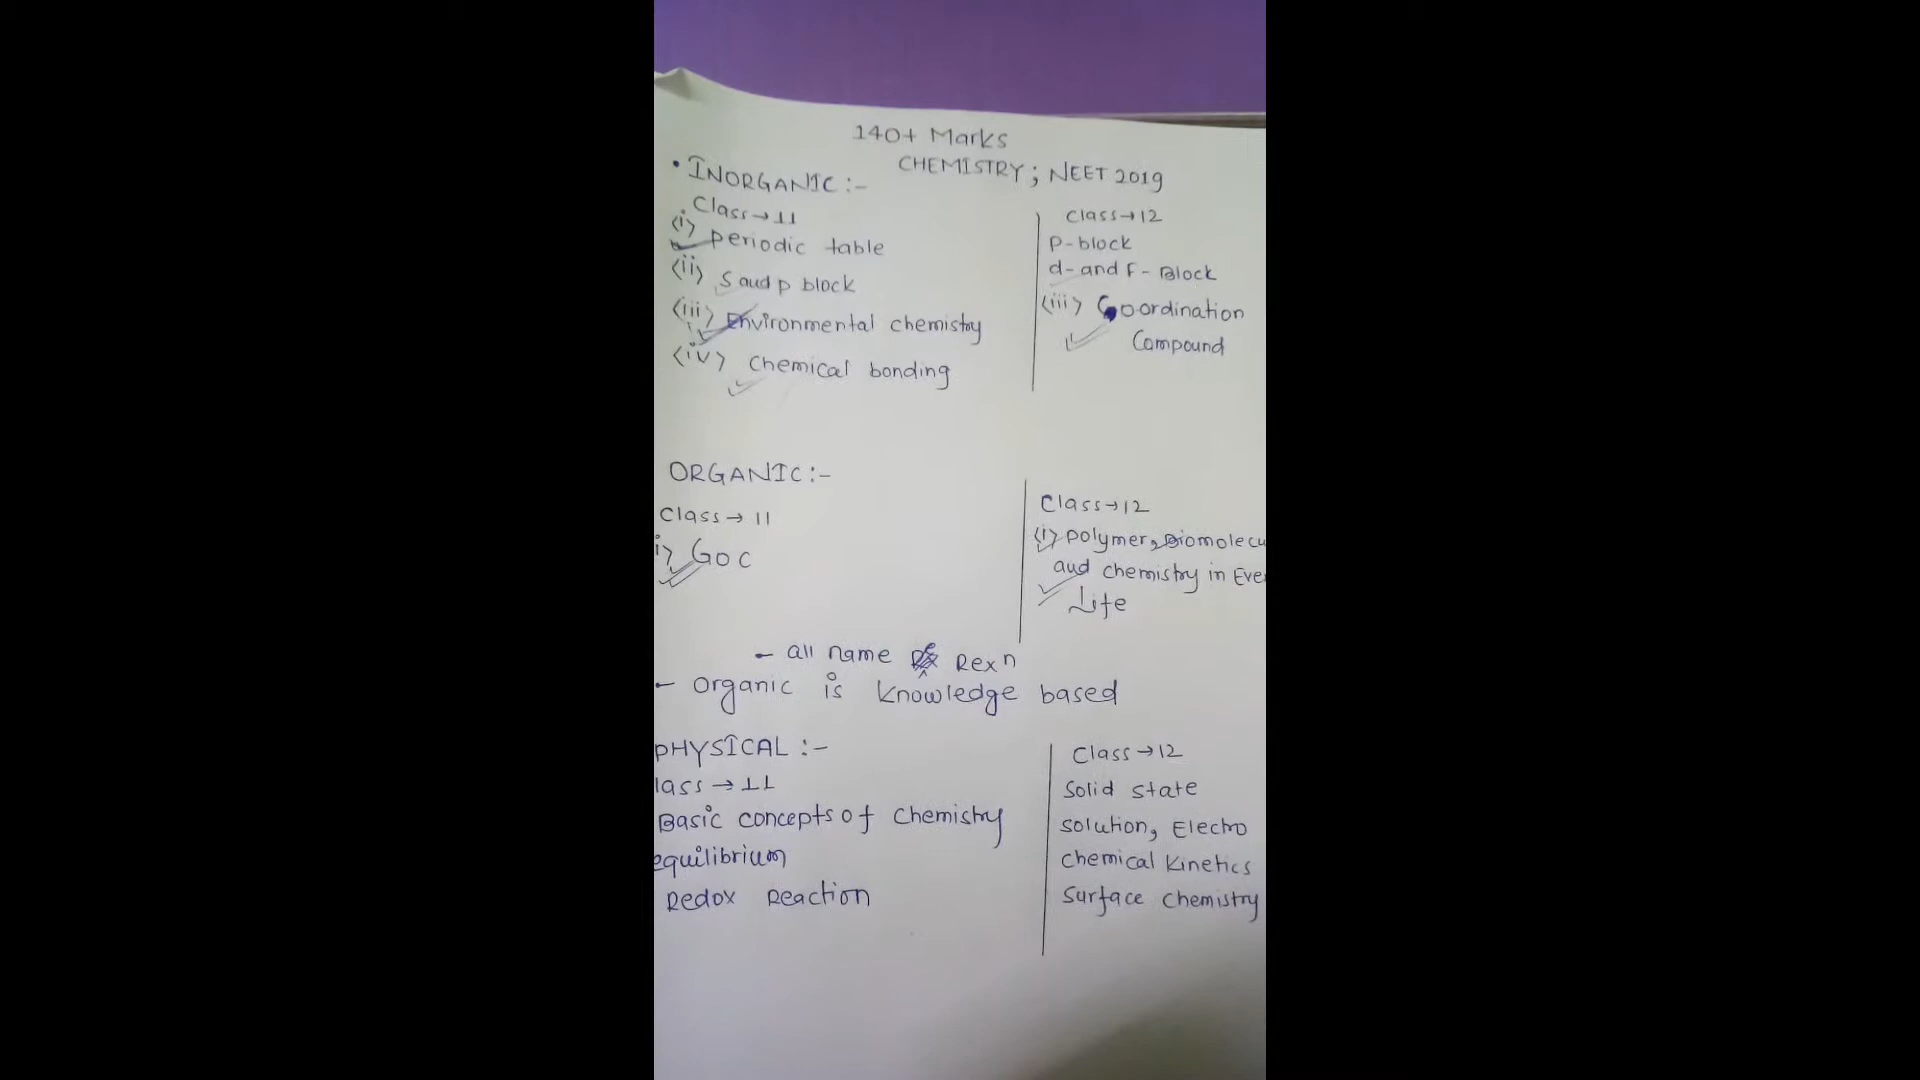 140+ Marks
CHEMISTRY; NEET 2019
• INORGANIC :-
Class → 11
(i) Periodic table
(ii) S and p block
(iii) Environmental chemistry
(iv) Chemical bonding
Class → 12
P-block
d- and F- Block
(iii) Coordination
Compound
ORGANIC :-
Class → 11
i) GOC
Class → 12
(i) Polymer, Biomolecu
and chemistry in Eve
Life
- all name Rexn
- Organic is knowledge based
PHYSICAL :-
lass → 11
Basic concepts of Chemistry
equilibrium
Redox Reaction
Class → 12
Solid State
Solution, Electro
Chemical Kinetics
Surface Chemistry